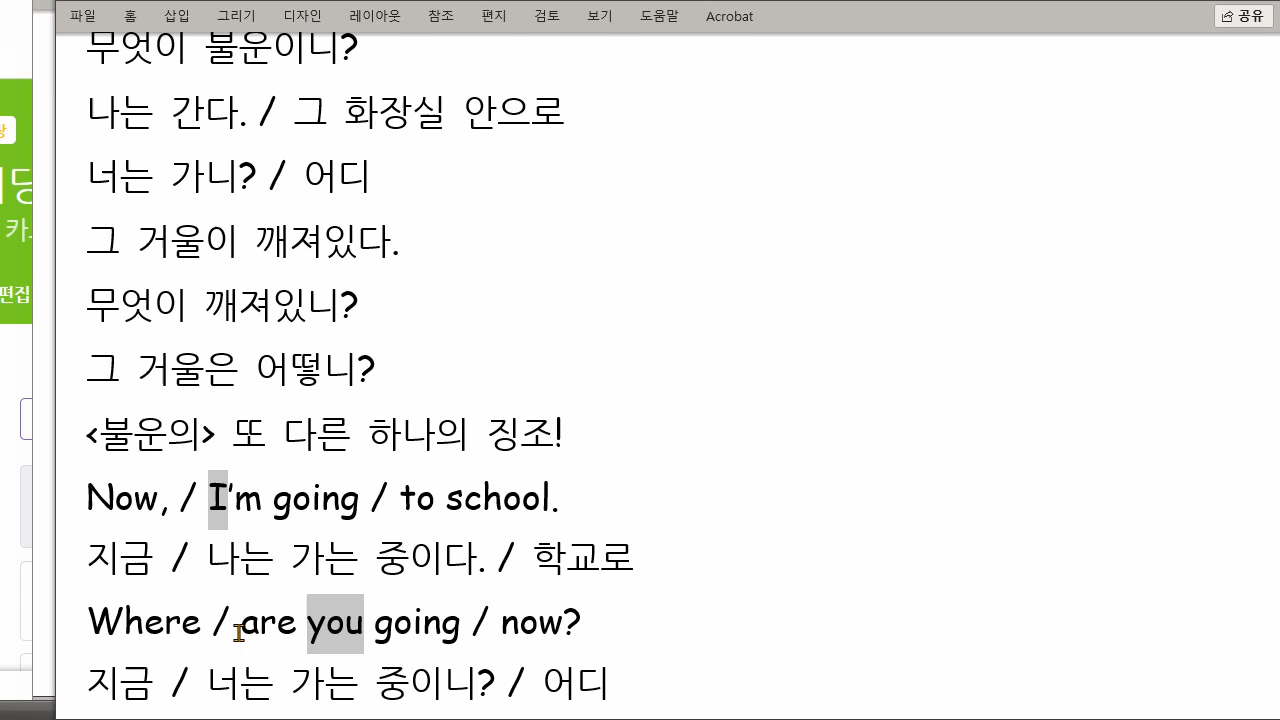 파일 홈 삽입 그리기 디자인 레이아웃 참조 편지 검토 보기 도움말 Acrobat 공유
무엇이 불운이니?
나는 간다. / 그 화장실 안으로
너는 가니? / 어디
그 거울이 깨져있다.
무엇이 깨져있니?
그 거울은 어떻니?
<불운의> 또 다른 하나의 징조!
Now, / I'm going / to school.
지금 / 나는 가는 중이다. / 학교로
Where / are you going / now?
지금 / 너는 가는 중이니? / 어디
편집